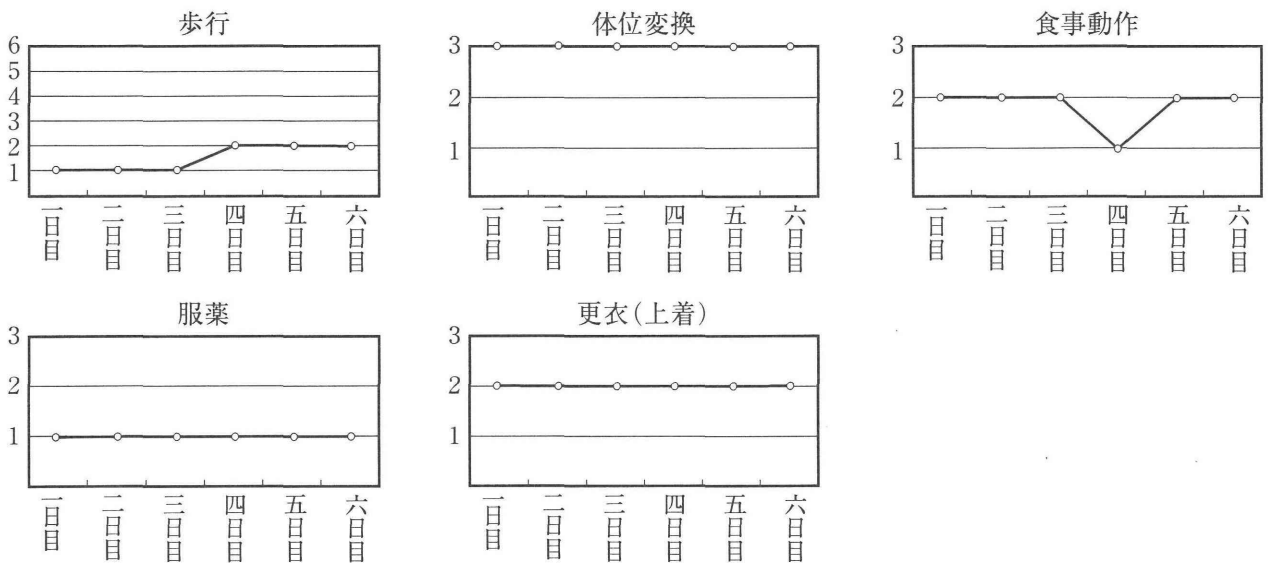 歩行
6
5
4
3
2
1
一日目
二日目
三日目
四日目
五日目
六日目
体位変換
3
2
1
一日目
二日目
三日目
四日目
五日目
六日目
食事動作
3
2
1
一日目
二日目
三日目
四日目
五日目
六日目
服薬
3
2
1
一日目
二日目
三日目
四日目
五日目
六日目
更衣(上着)
3
2
1
一日目
二日目
三日目
四日目
五日目
六日目